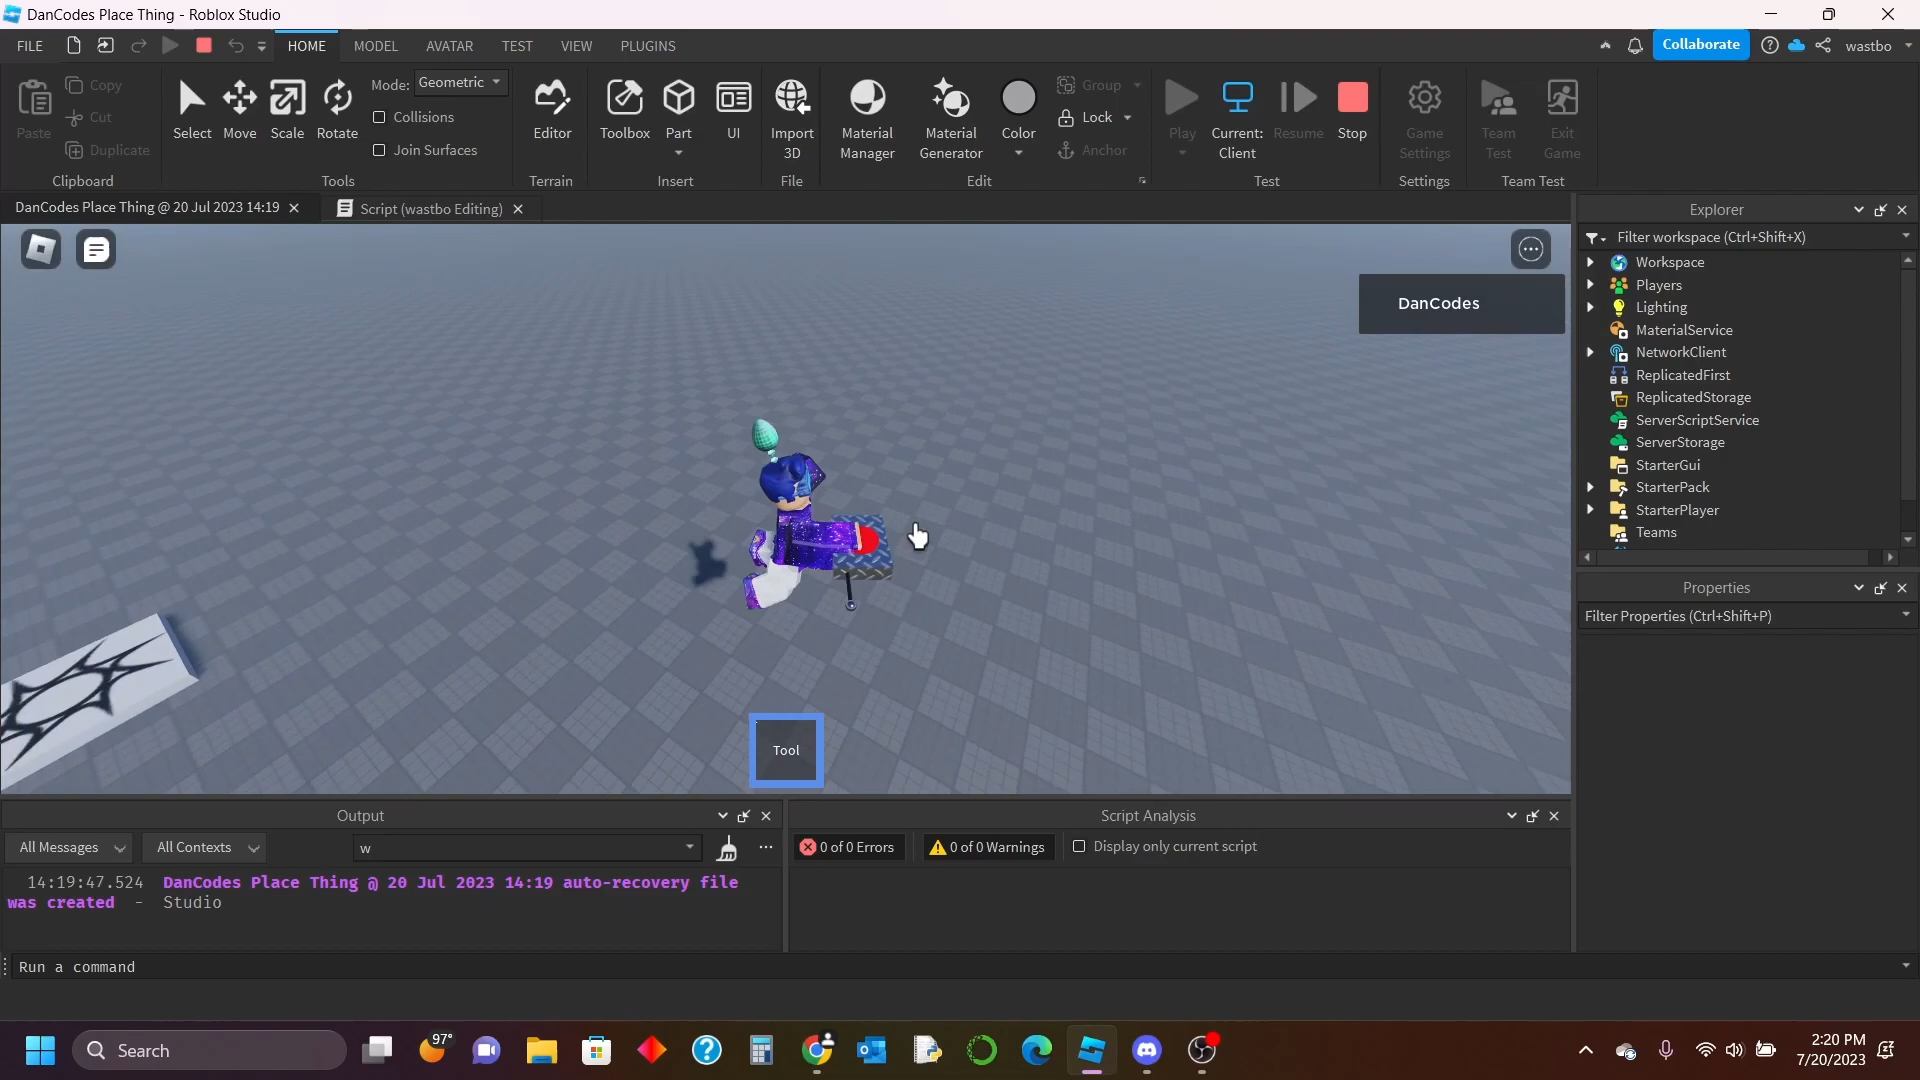 DanCodes Place Thing - Roblox Studio
FILE HOME MODEL AVATAR TEST VIEW PLUGINS Collaborate wastbo
Paste Copy Cut Duplicate
Clipboard
Select Move Scale Rotate
Mode: Geometric
Collisions
Join Surfaces
Tools
Editor
Terrain
Toolbox Part UI
Insert
Import 3D
File
Material Manager
Material Generator
Color
Group
Lock
Anchor
Edit
Play
Current: Client
Resume
Stop
Test
Game Settings
Settings
Team Test
Exit Game
Team Test
DanCodes Place Thing @ 20 Jul 2023 14:19
Script (wastbo Editing)
DanCodes
Tool
Explorer
Filter workspace (Ctrl+Shift+X)
Workspace
Players
Lighting
MaterialService
NetworkClient
ReplicatedFirst
ReplicatedStorage
ServerScriptService
ServerStorage
StarterGui
StarterPack
StarterPlayer
Teams
Properties
Filter Properties (Ctrl+Shift+P)
Output
All Messages All Contexts w
14:19:47.524 DanCodes Place Thing @ 20 Jul 2023 14:19 auto-recovery file
was created - Studio
Script Analysis
0 of 0 Errors 0 of 0 Warnings Display only current script
Run a command
Search
97°
2:20 PM
7/20/2023